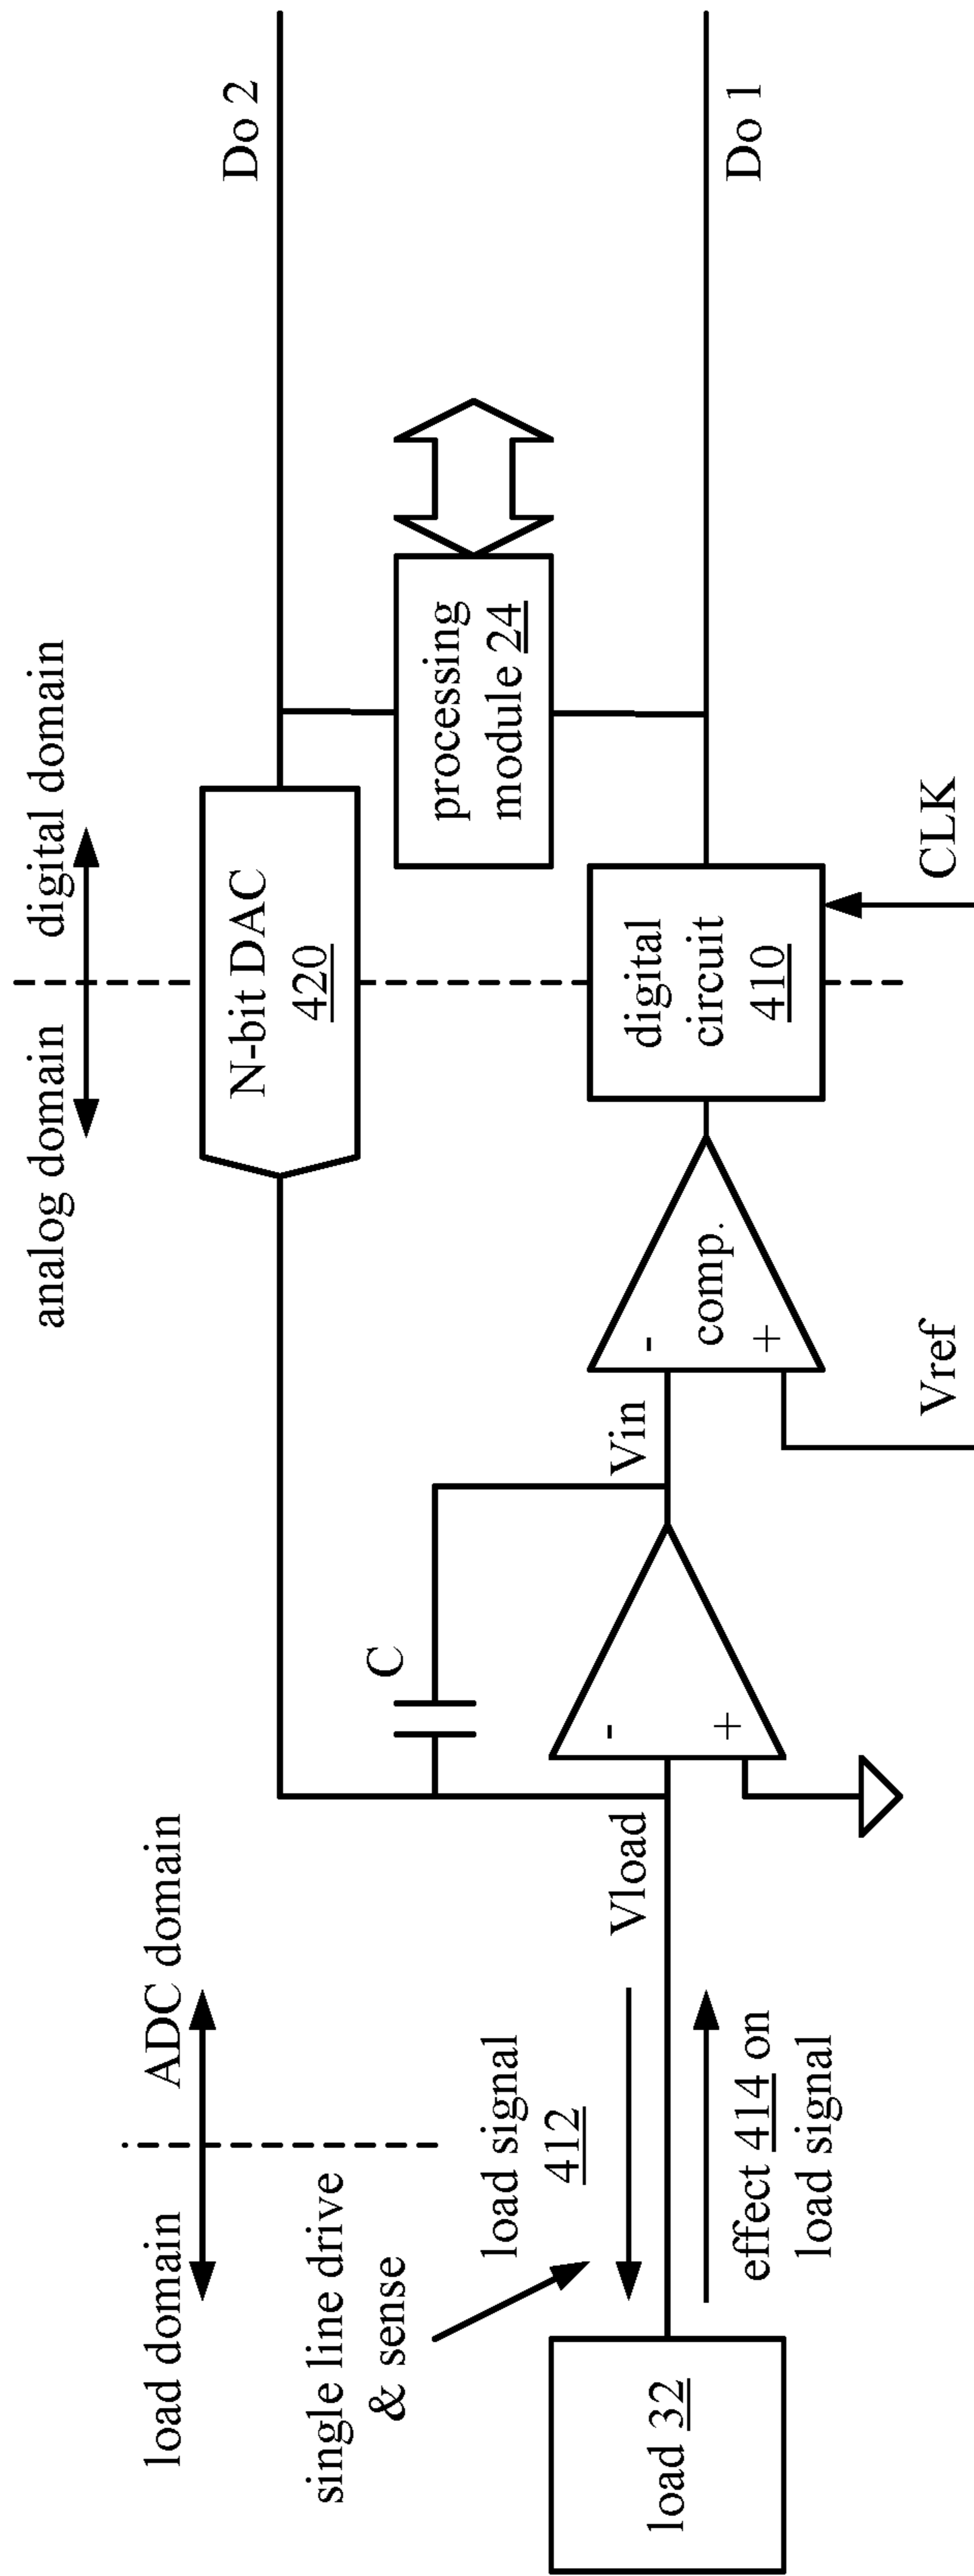 load domain
ADC domain
analog domain
digital domain
single line drive
& sense
load signal
412
effect 414 on
load signal
load 32
Vload
C
-
+
Vin
-
+
comp.
Vref
N-bit DAC
420
digital
circuit
410
CLK
processing
module 24
Do 2
Do 1